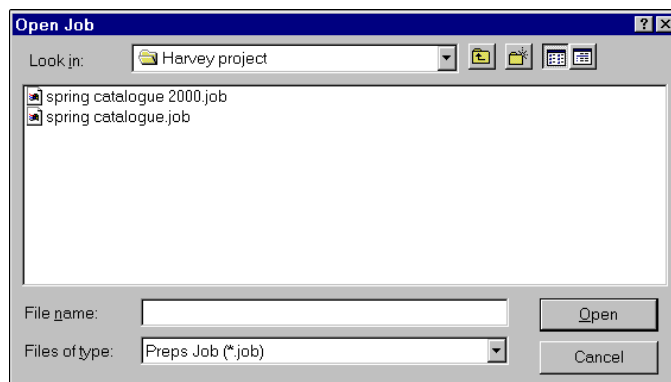 Open Job
Look in: Harvey project
spring catalogue 2000.job
spring catalogue.job
File name: Open
Files of type: Preps Job (*.job) Cancel